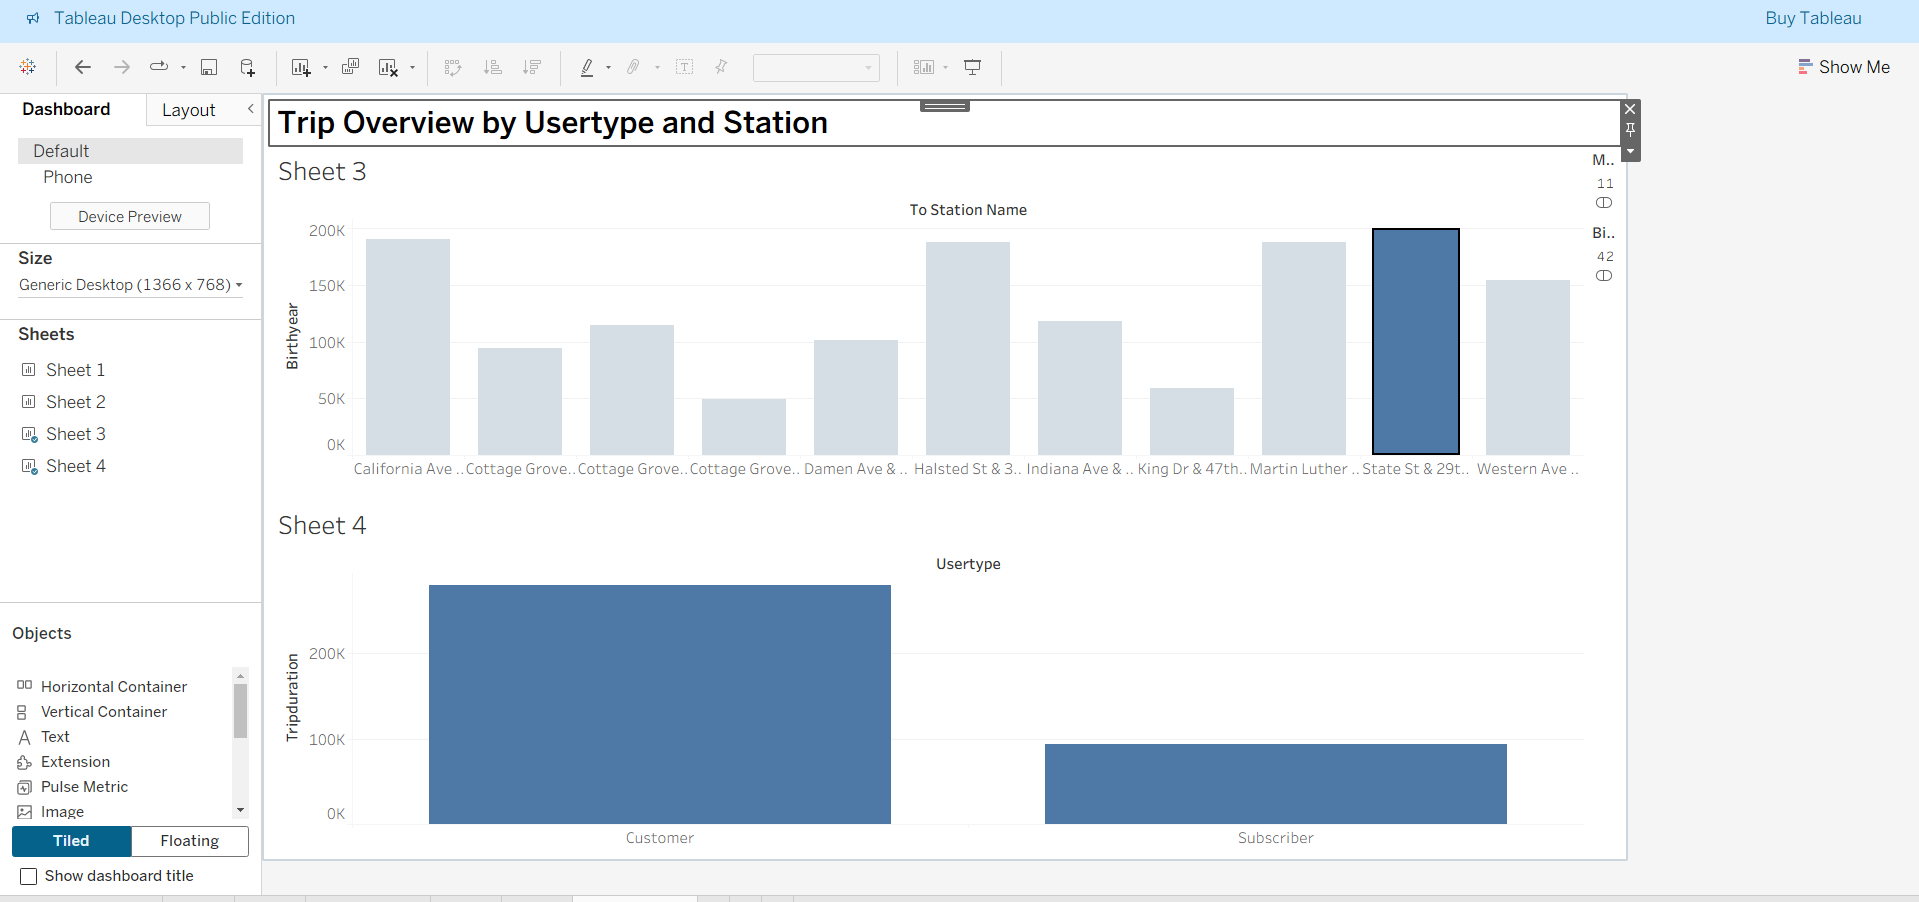 Tableau Desktop Public Edition
Buy Tableau
Show Me
Dashboard
Layout
Default
Phone
Device Preview
Size
Generic Desktop (1366 x 768)
Sheets
Sheet 1
Sheet 2
Sheet 3
Sheet 4
Objects
Horizontal Container
Vertical Container
Text
Extension
Pulse Metric
Image
Tiled
Floating
Show dashboard title
Trip Overview by Usertype and Station
Sheet 3
M..
11
Bi..
42
To Station Name
Birthyear
200K
150K
100K
50K
0K
California Ave ..
Cottage Grove..
Cottage Grove..
Cottage Grove..
Damen Ave & ..
Halsted St & 3..
Indiana Ave & ..
King Dr & 47th..
Martin Luther ..
State St & 29t..
Western Ave ..
Sheet 4
Usertype
Tripduration
200K
100K
0K
Customer
Subscriber